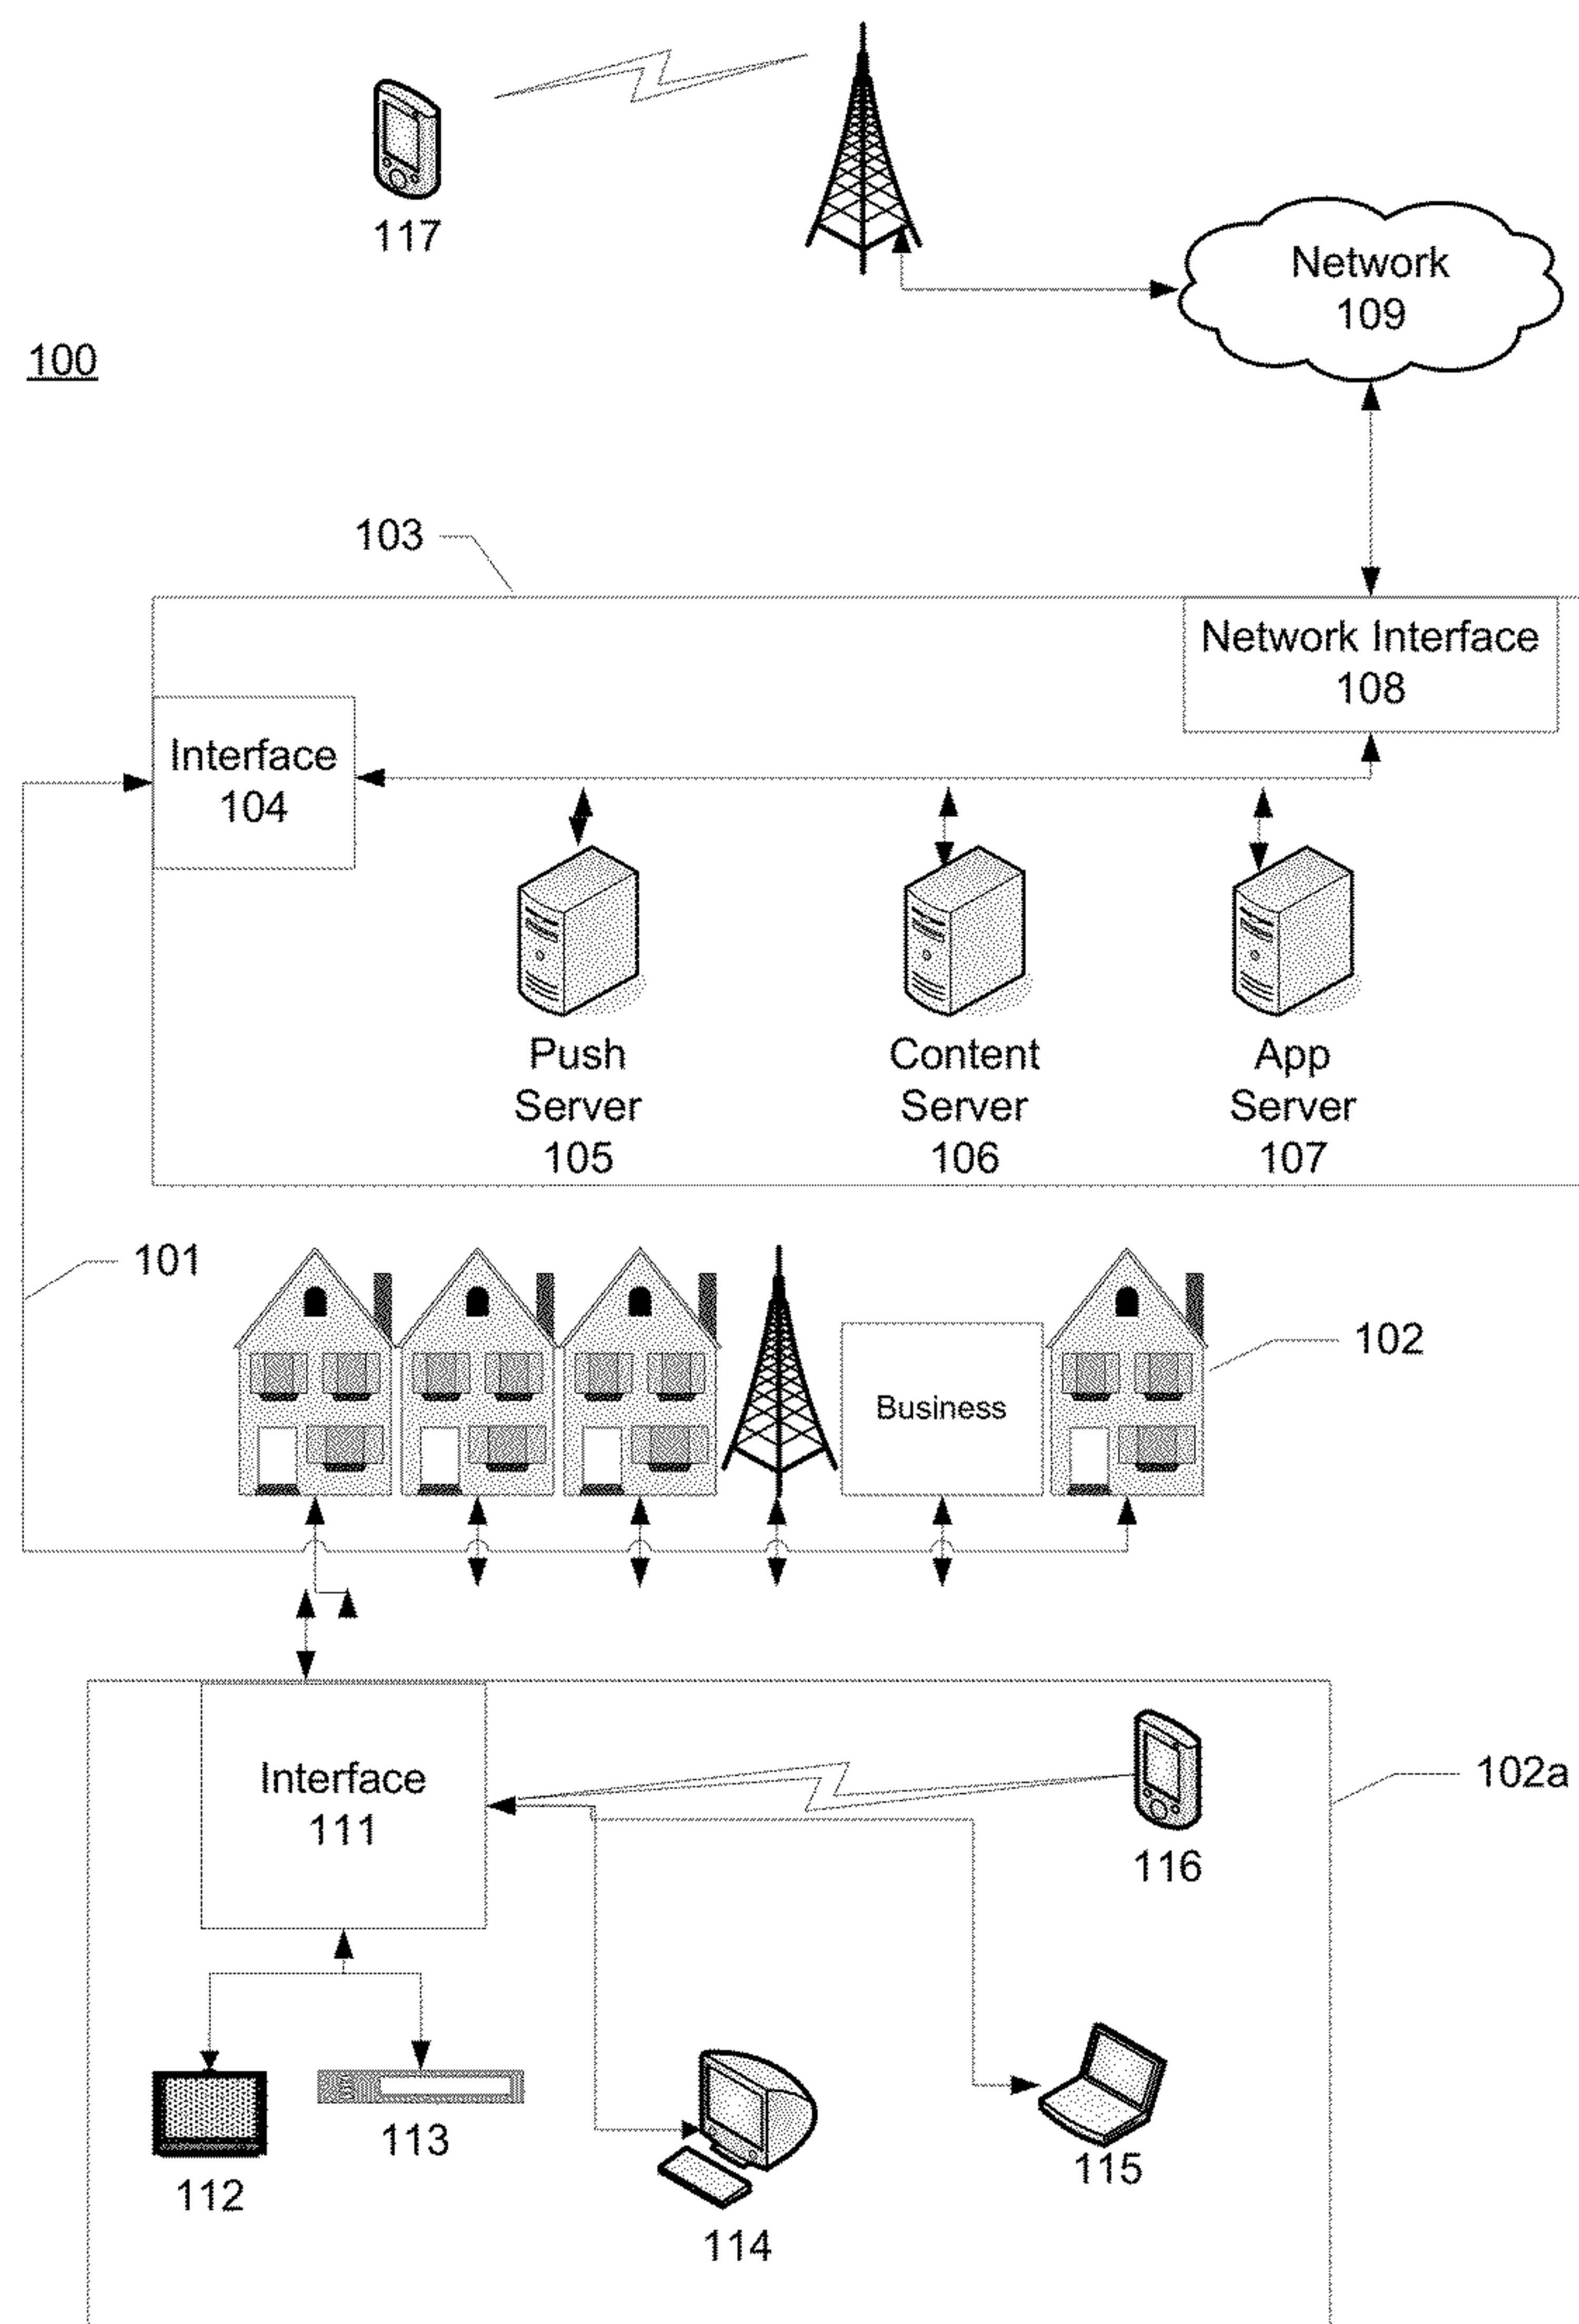 117
Network
109
100
103
Network Interface
108
Interface
104
Push
Server
105
Content
Server
106
App
Server
107
101
102
Business
Interface
111
102a
116
112
113
114
115